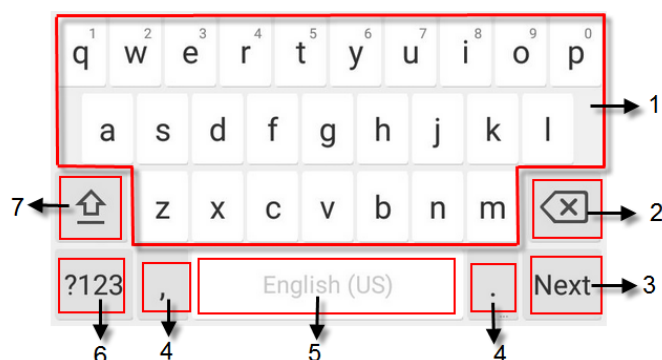 q 1 w 2 e 3 r 4 t 5 y 6 u 7 i 8 o 9 p 0
1
a s d f g h j k l
7
z x c v b n m
2
?123 , English (US) . ... Next
3
6 4 5 4